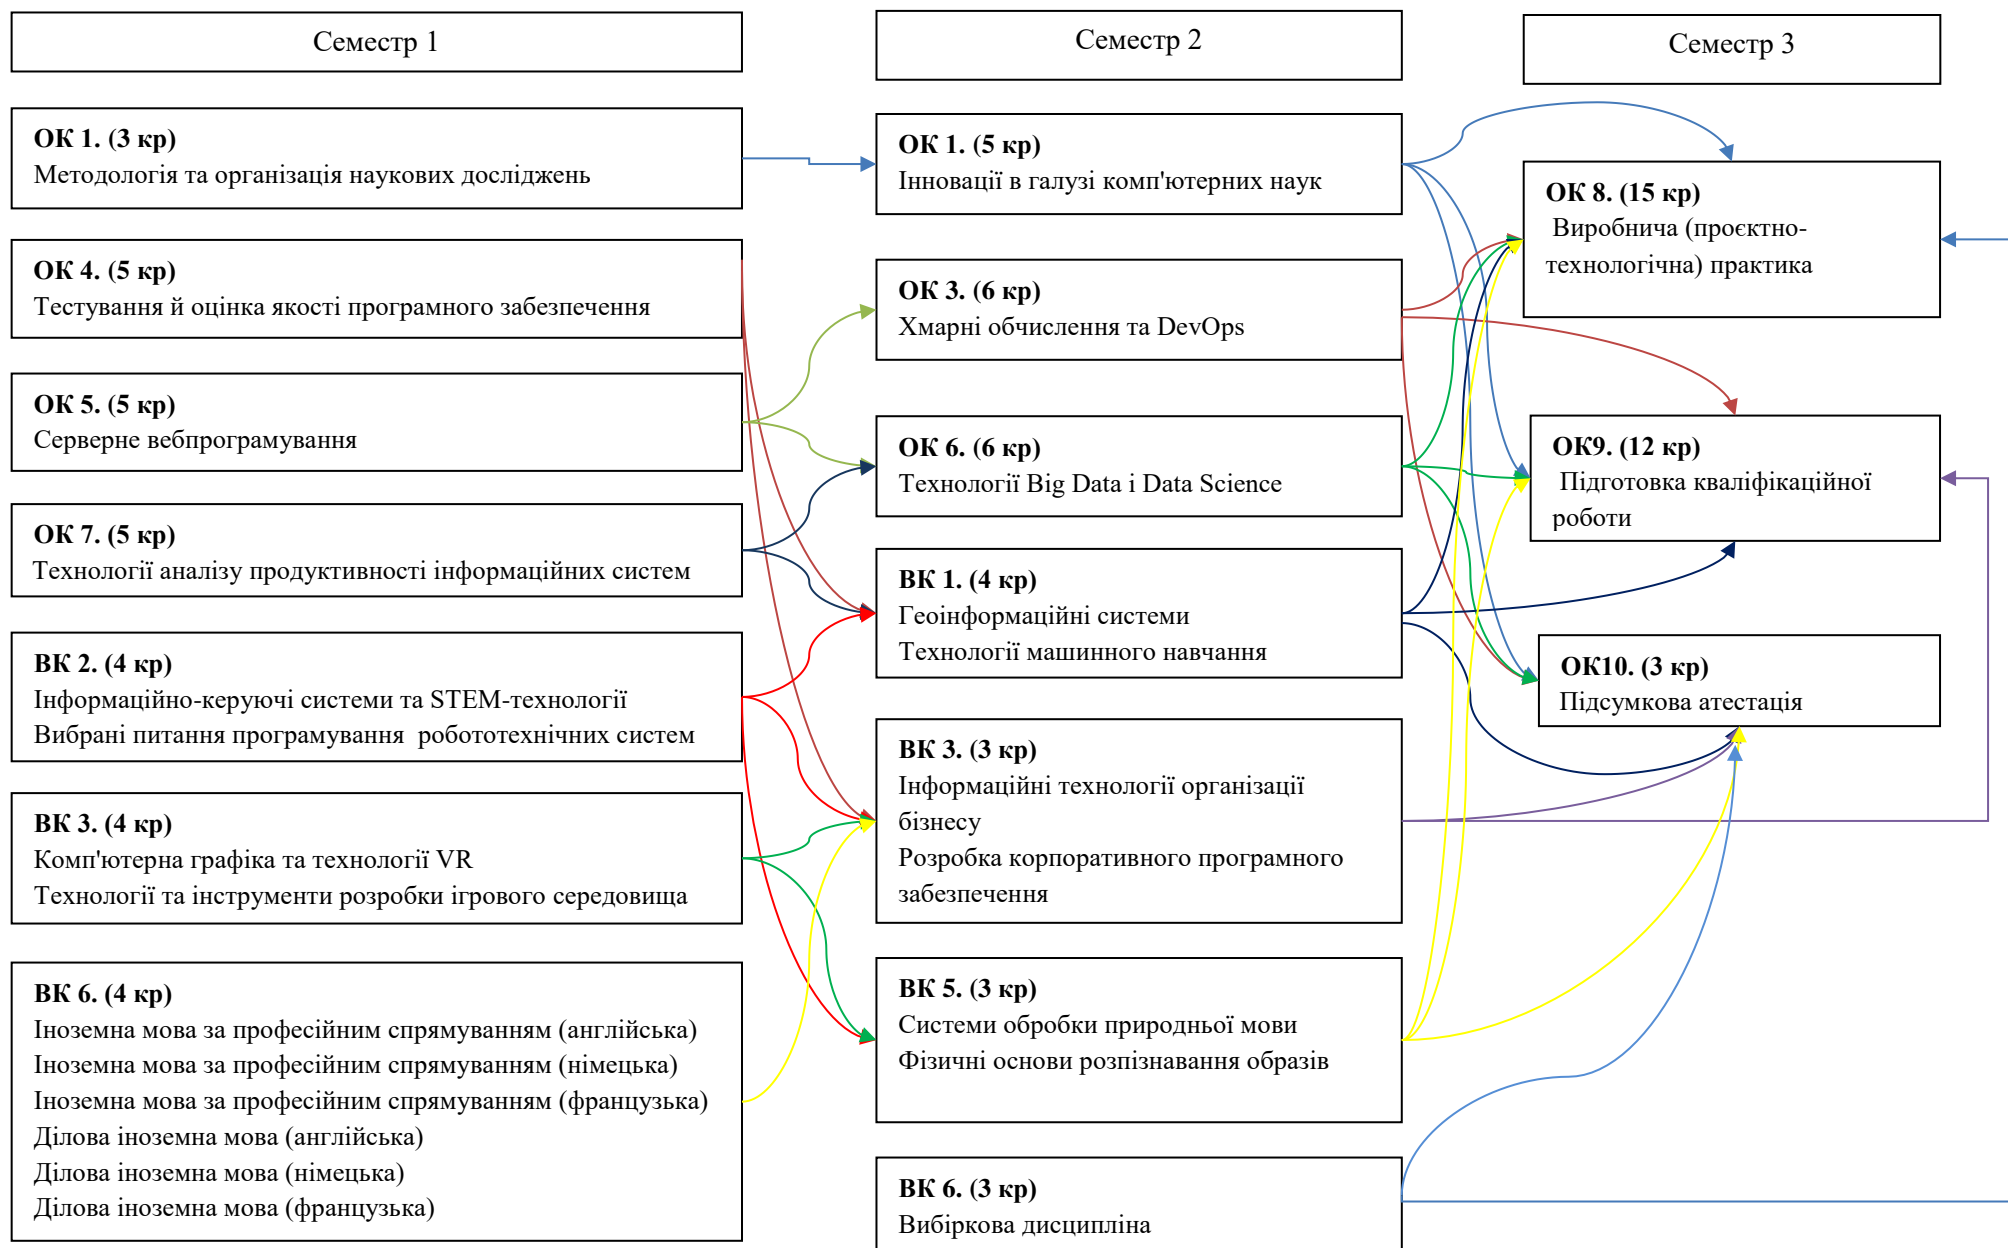 Семестр 1
ОК 1. (3 кр)
Методологія та організація наукових досліджень
ОК 4. (5 кр)
Тестування й оцінка якості програмного забезпечення
ОК 5. (5 кр)
Серверне вебпрограмування
ОК 7. (5 кр)
Технології аналізу продуктивності інформаційних систем
ВК 2. (4 кр)
Інформаційно-керуючі системи та STEM-технології
Вибрані питання програмування  робототехнічних систем
ВК 3. (4 кр)
Комп'ютерна графіка та технології VR
Технології та інструменти розробки ігрового середовища
ВК 6. (4 кр)
Іноземна мова за професійним спрямуванням (англійська)
Іноземна мова за професійним спрямуванням (німецька)
Іноземна мова за професійним спрямуванням (французька)
Ділова іноземна мова (англійська)
Ділова іноземна мова (німецька)
Ділова іноземна мова (французька)
Семестр 2
ОК 1. (5 кр)
Інновації в галузі комп'ютерних наук
ОК 3. (6 кр)
Хмарні обчислення та DevOps
ОК 6. (6 кр)
Технології Big Data і Data Science
ВК 1. (4 кр)
Геоінформаційні системи
Технології машинного навчання
ВК 3. (3 кр)
Інформаційні технології організації
бізнесу
Розробка корпоративного програмного
забезпечення
ВК 5. (3 кр)
Системи обробки природньої мови
Фізичні основи розпізнавання образів
ВК 6. (3 кр)
Вибіркова дисципліна
Семестр 3
ОК 8. (15 кр)
Виробнича (проєктно-
технологічна) практика
ОК9. (12 кр)
Підготовка кваліфікаційної
роботи
ОК10. (3 кр)
Підсумкова атестація